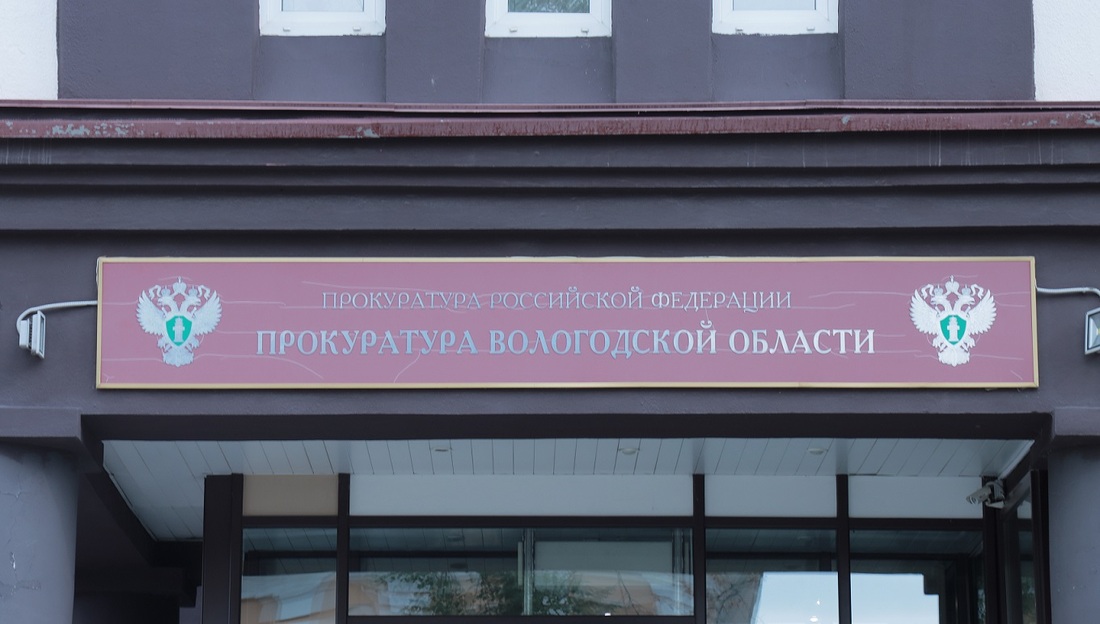 ПРОКУРАТУРА РОССИЙСКОЙ ФЕДЕРАЦИИ
ПРОКУРАТУРА ВОЛОГОДСКОЙ ОБЛАСТИ